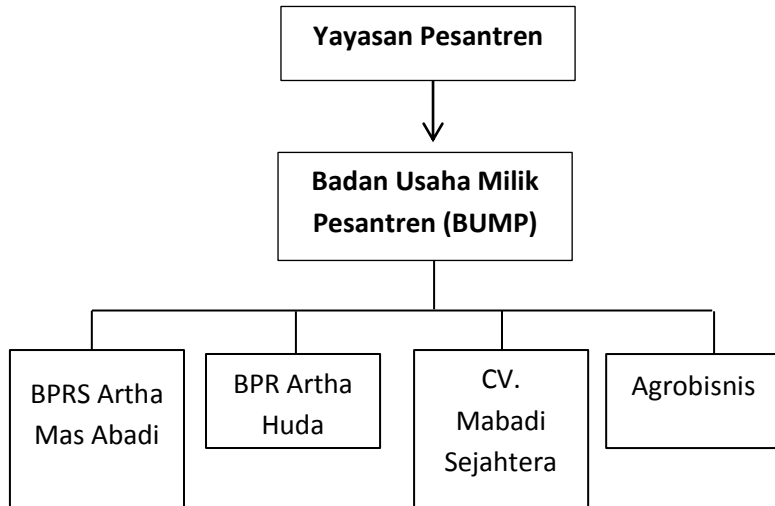 Yayasan Pesantren
Badan Usaha Milik
Pesantren (BUMP)
BPRS Artha
Mas Abadi
BPR Artha
Huda
CV.
Mabadi
Sejahtera
Agrobisnis